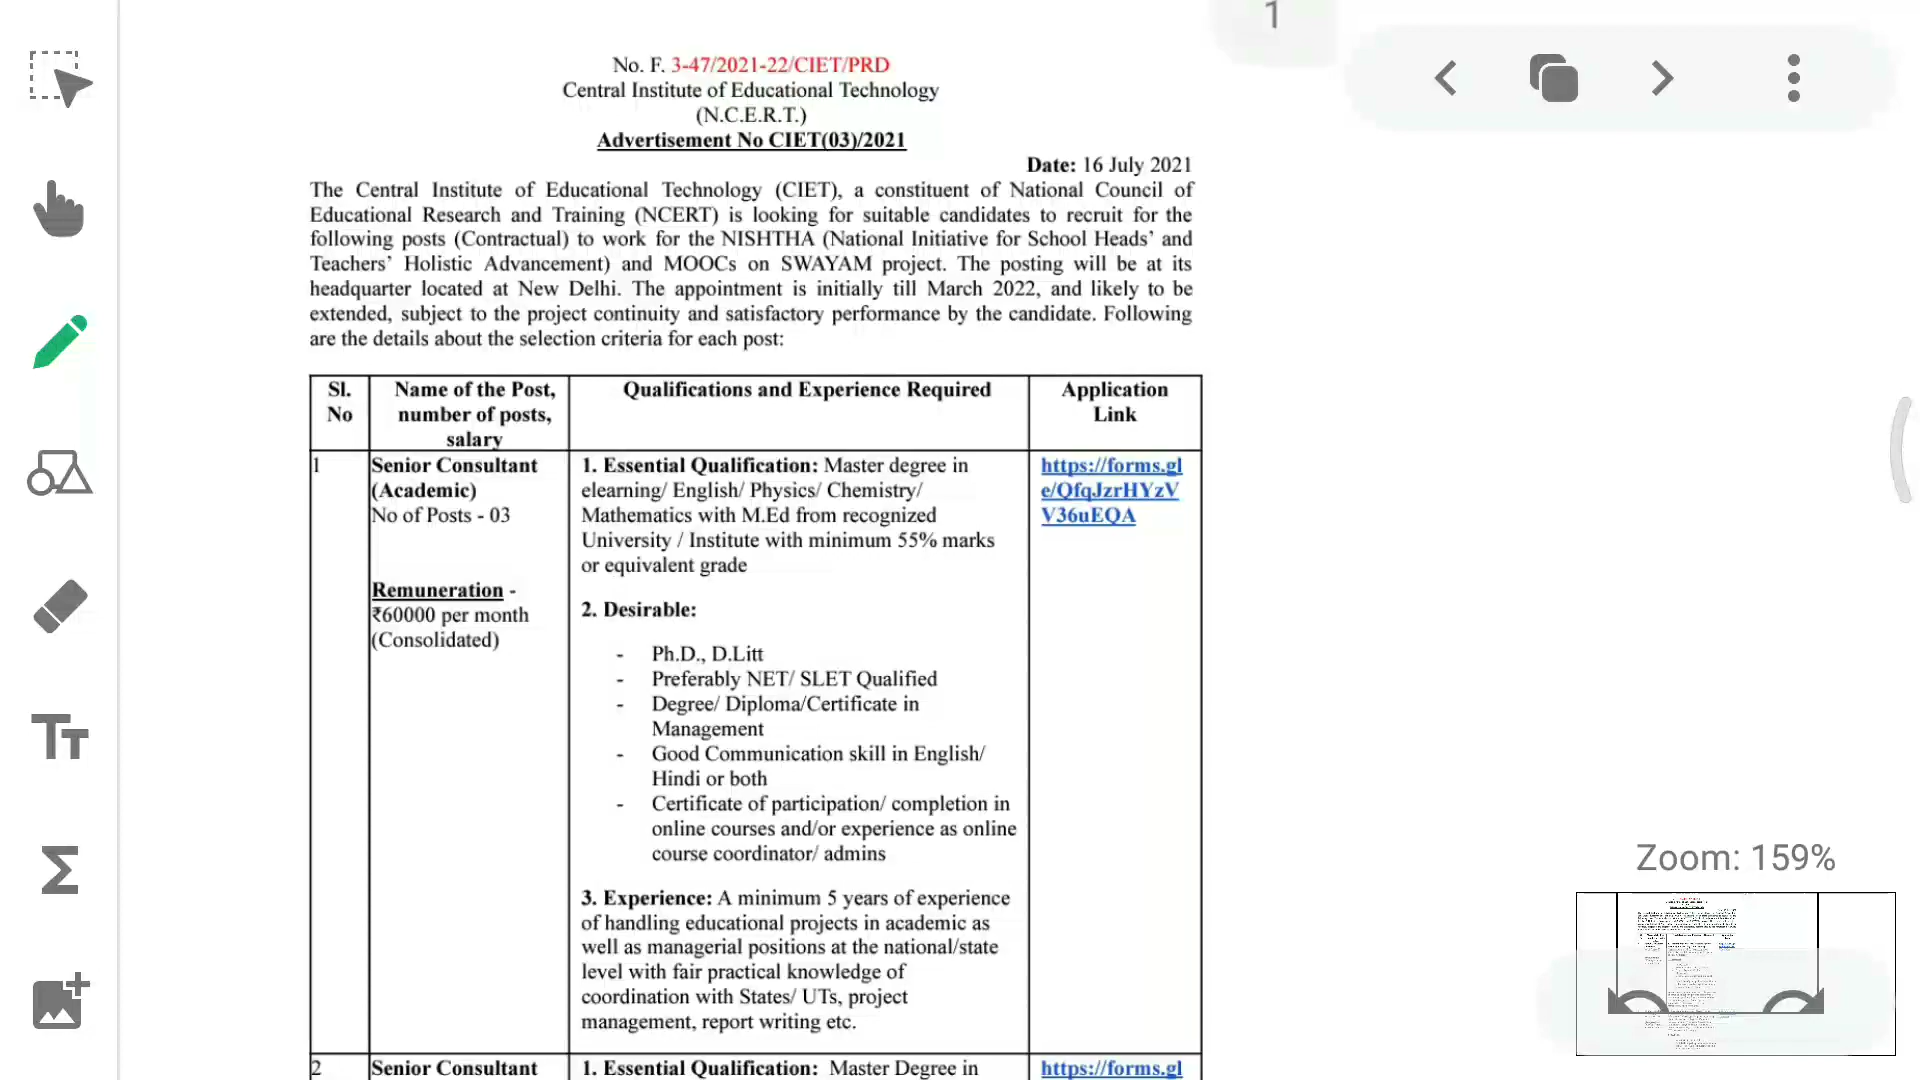 1
No. F. 3-47/2021-22/CIET/PRD
Central Institute of Educational Technology
(N.C.E.R.T.)
Advertisement No CIET(03)/2021
Date: 16 July 2021
The Central Institute of Educational Technology (CIET), a constituent of National Council of
Educational Research and Training (NCERT) is looking for suitable candidates to recruit for the
following posts (Contractual) to work for the NISHTHA (National Initiative for School Heads' and
Teachers' Holistic Advancement) and MOOCs on SWAYAM project. The posting will be at its
headquarter located at New Delhi. The appointment is initially till March 2022, and likely to be
extended, subject to the project continuity and satisfactory performance by the candidate. Following
are the details about the selection criteria for each post:
Sl.
No
Name of the Post,
number of posts,
salary
Qualifications and Experience Required
Application
Link
1
Senior Consultant
(Academic)
No of Posts - 03
Remuneration -
₹60000 per month
(Consolidated)
1. Essential Qualification: Master degree in
elearning/ English/ Physics/ Chemistry/
Mathematics with M.Ed from recognized
University / Institute with minimum 55% marks
or equivalent grade
2. Desirable:
- Ph.D., D.Litt
- Preferably NET/ SLET Qualified
- Degree/ Diploma/Certificate in
Management
- Good Communication skill in English/
Hindi or both
- Certificate of participation/ completion in
online courses and/or experience as online
course coordinator/ admins
3. Experience: A minimum 5 years of experience
of handling educational projects in academic as
well as managerial positions at the national/state
level with fair practical knowledge of
coordination with States/ UTs, project
management, report writing etc.
https://forms.gl
e/QfqJzrHYzV
V36uEQA
2
Senior Consultant
1. Essential Qualification: Master Degree in
https://forms.gl
Tт
Σ
Zoom: 159%